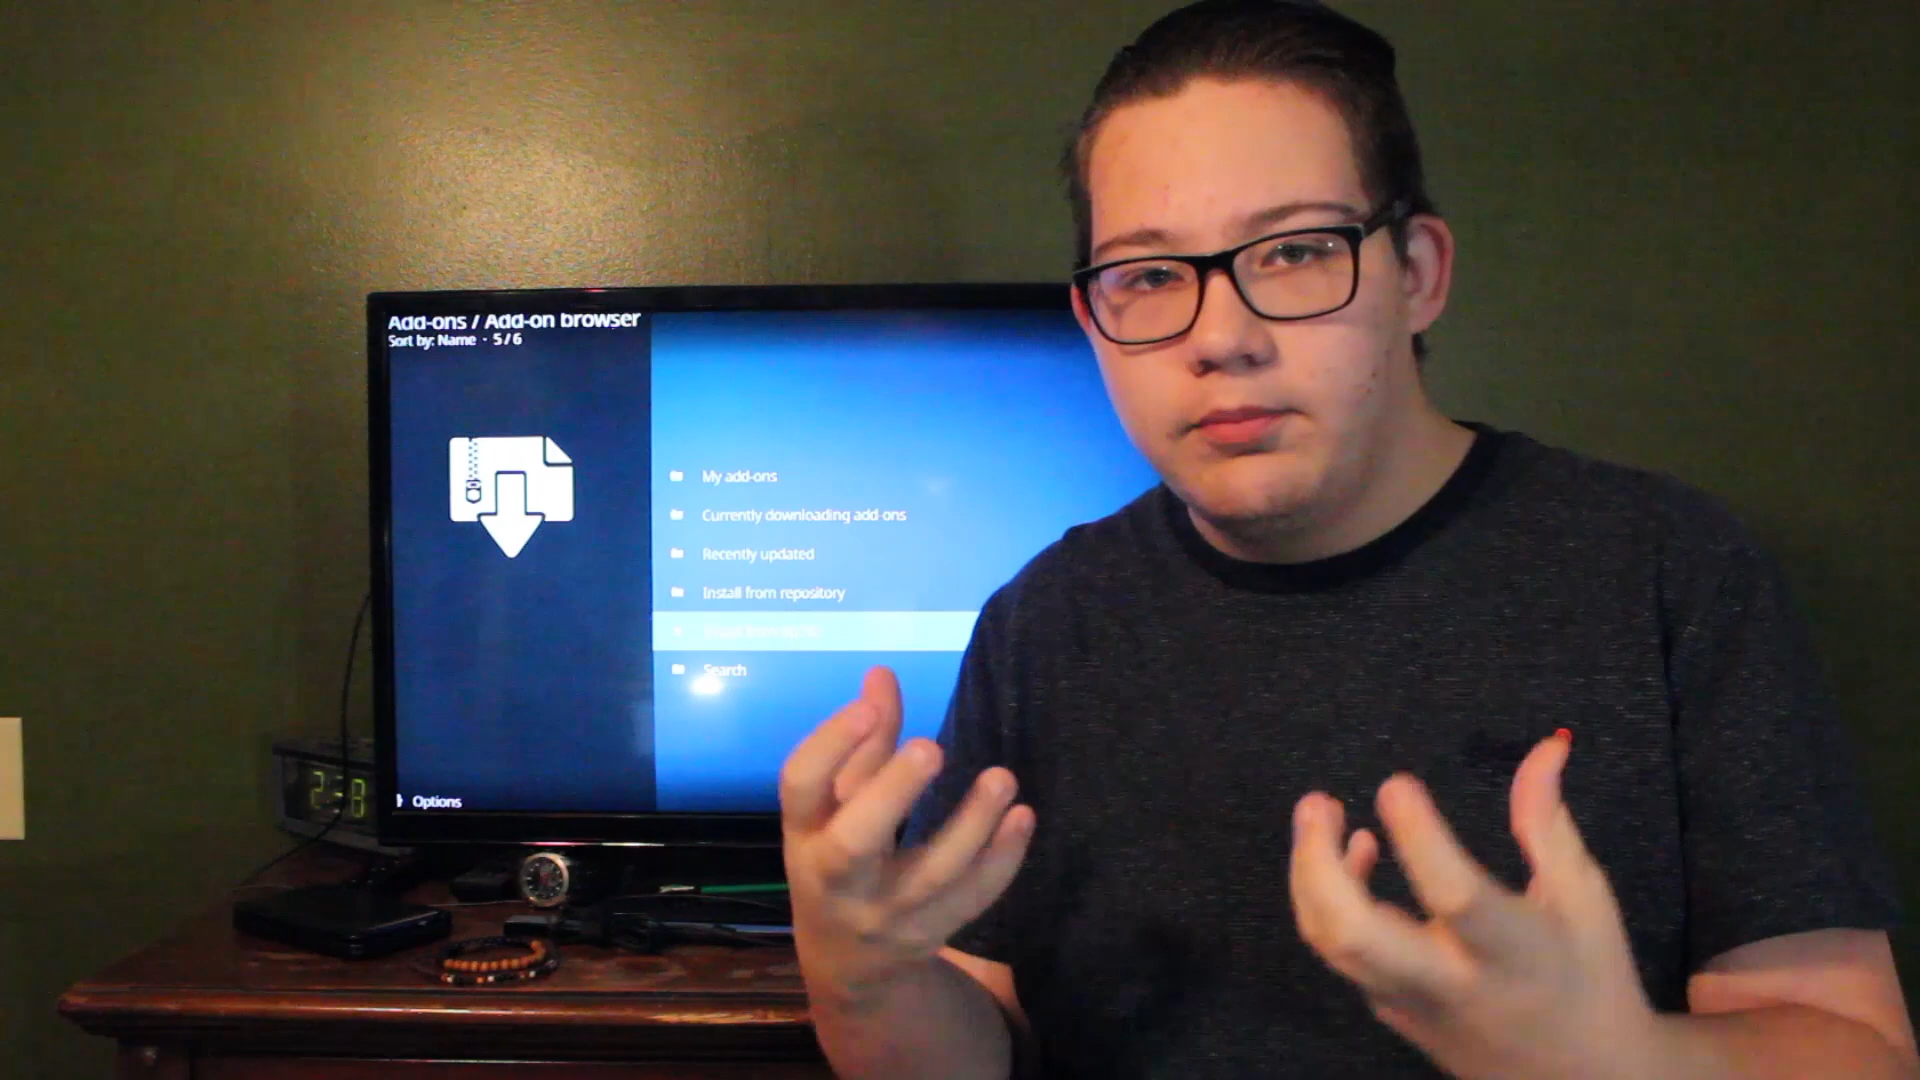 Add-ons / Add-on browser
Sort by: Name · 5 / 6
My add-ons
Currently downloading add-ons
Recently updated
Install from repository
Search
Options